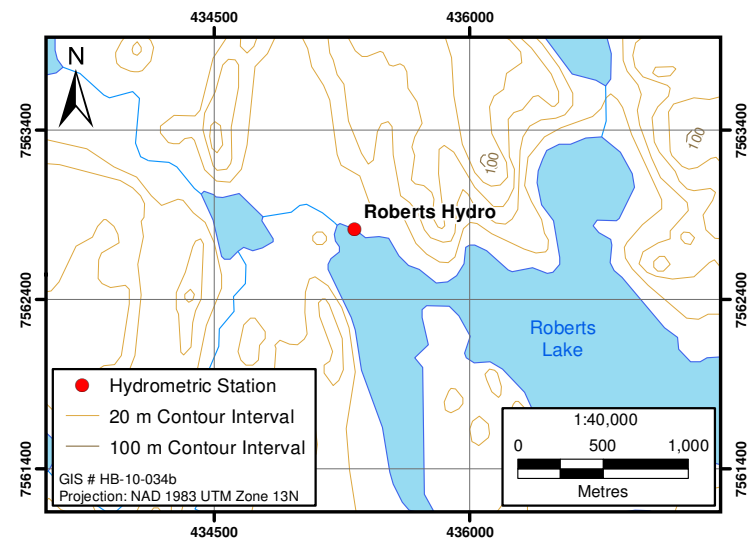 434500
436000
N
7563400
7563400
100
100
Roberts Hydro
7562400
7562400
Roberts
Lake
Hydrometric Station
20 m Contour Interval
100 m Contour Interval
GIS # HB-10-034b
Projection: NAD 1983 UTM Zone 13N
1:40,000
0 500 1,000
Metres
7561400
7561400
434500
436000